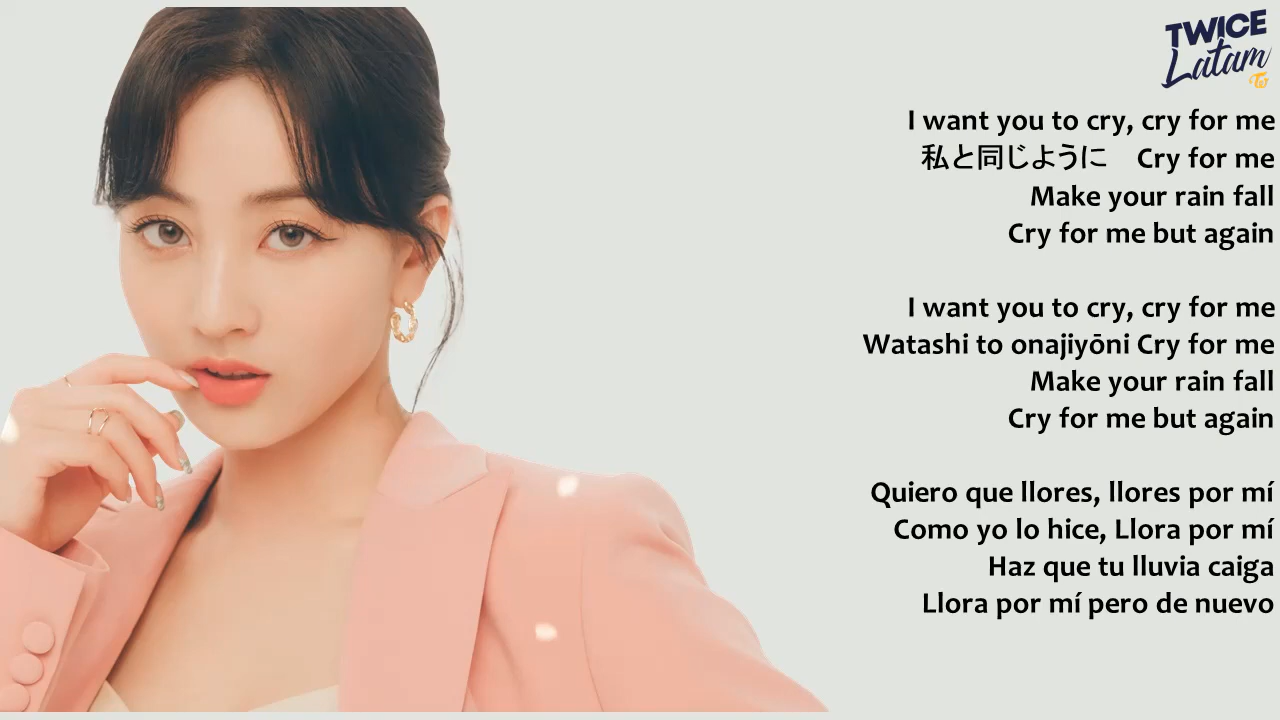 TWICE
Latam
I want you to cry, cry for me
私と同じように Cry for me
Make your rain fall
Cry for me but again
I want you to cry, cry for me
Watashi to onajiyōni Cry for me
Make your rain fall
Cry for me but again
Quiero que llores, llores por mí
Como yo lo hice, Llora por mí
Haz que tu lluvia caiga
Llora por mí pero de nuevo